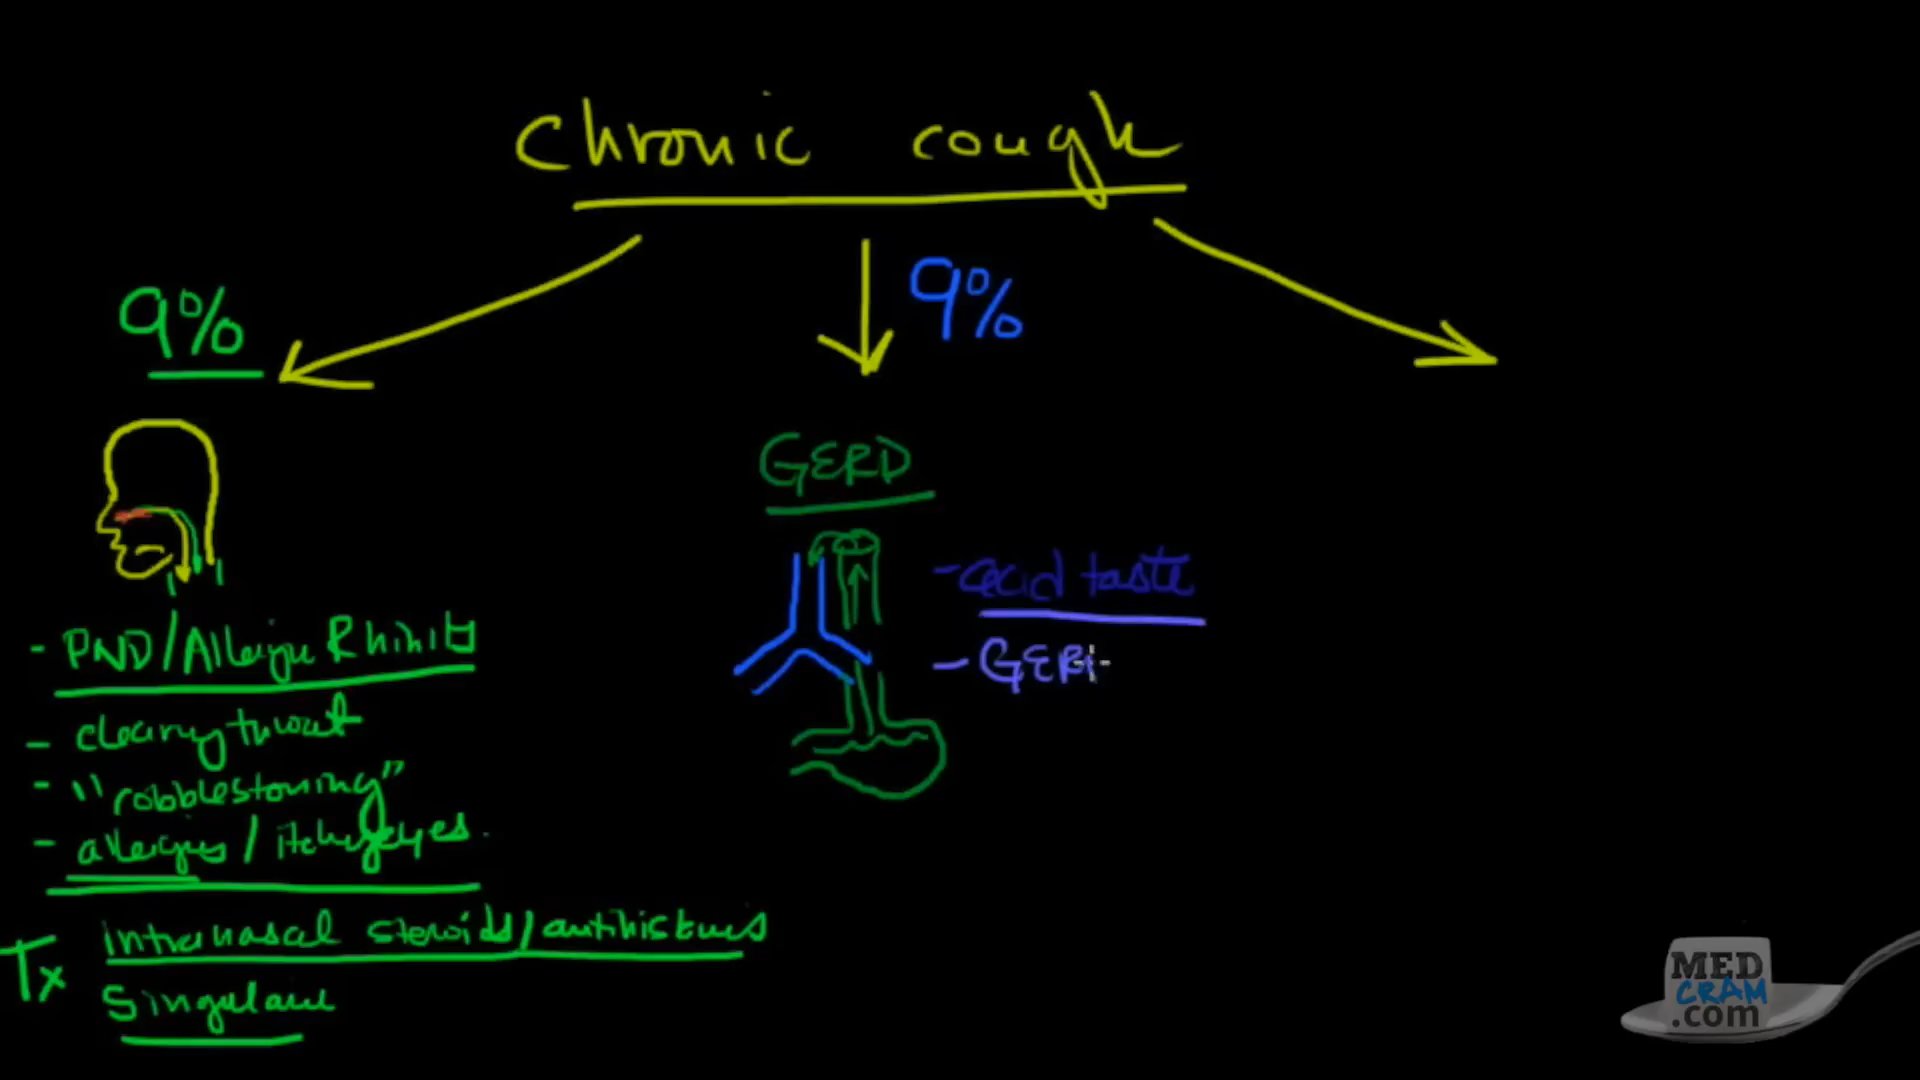 Chronic cough
9%
9%
GERD
- acid taste
- GER
- PND/Allergic Rhinitis
- clearing throat
- "cobblestoning"
- allergies / itchy eyes.
Tx intranasal steroids/antihistamines
Singulair
MED
CRAM
.com